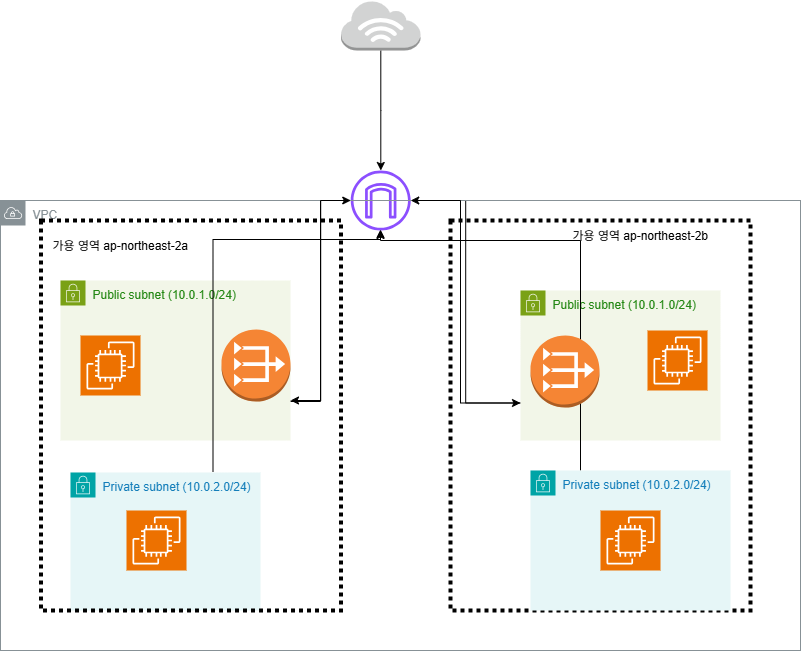 VPC
가용 영역 ap-northeast-2a
가용 영역 ap-northeast-2b
Public subnet (10.0.1.0/24)
Public subnet (10.0.1.0/24)
Private subnet (10.0.2.0/24)
Private subnet (10.0.2.0/24)